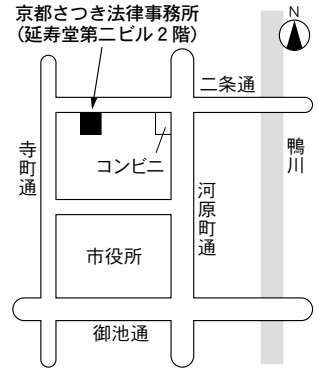 京都さつき法律事務所
(延寿堂第二ビル2階)
N
二条通
コンビニ
寺町通
河原町通
鴨川
市役所
御池通